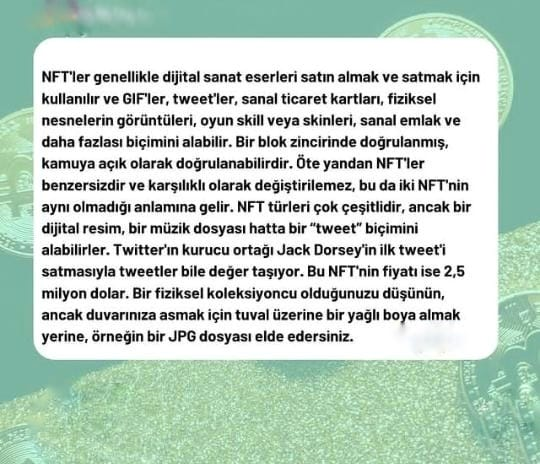 NFT'ler genellikle dijital sanat eserleri satın almak ve satmak için
kullanılır ve GIF'ler, tweet'ler, sanal ticaret kartları, fiziksel
nesnelerin görüntüleri, oyun skill veya skinleri, sanal emlak ve
daha fazlası biçimini alabilir. Bir blok zincirinde doğrulanmış,
kamuya açık olarak doğrulanabilirdir. Öte yandan NFT'ler
benzersizdir ve karşılıklı olarak değiştirilemez, bu da iki NFT'nin
aynı olmadığı anlamına gelir. NFT türleri çok çeşitlidir, ancak bir
dijital resim, bir müzik dosyası hatta bir “tweet” biçimini
alabilirler. Twitter'ın kurucu ortağı Jack Dorsey'in ilk tweet'i
satmasıyla tweetler bile değer taşıyor. Bu NFT'nin fiyatı ise 2,5
milyon dolar. Bir fiziksel koleksiyoncu olduğunuzu düşünün,
ancak duvarınıza asmak için tuval üzerine bir yağlı boya almak
yerine, örneğin bir JPG dosyası elde edersiniz.